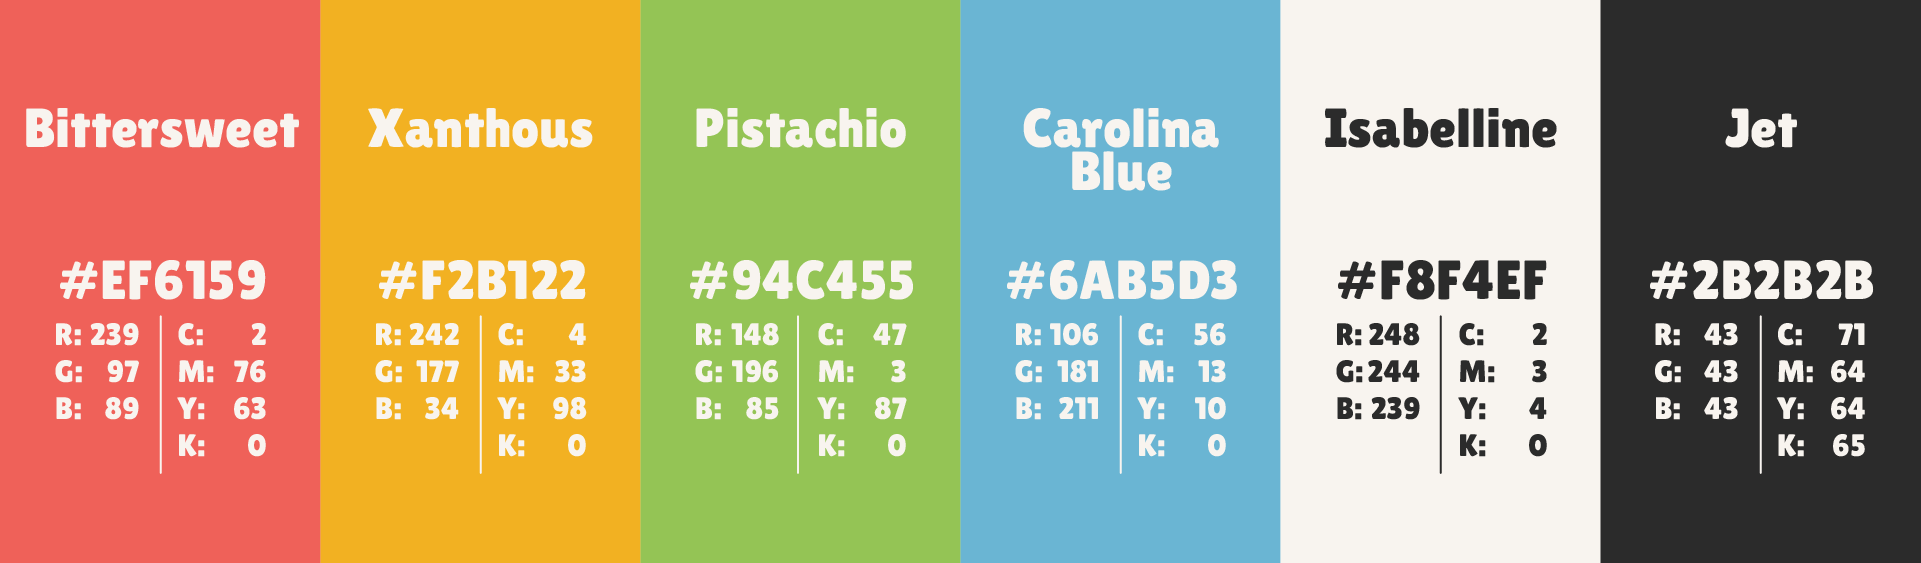 Bittersweet
#EF6159
R: 239
G: 97
B: 89
C: 2
M: 76
Y: 63
K: 0
Xanthous
#F2B122
R: 242
G: 177
B: 34
C: 4
M: 33
Y: 98
K: 0
Pistachio
#94C455
R: 148
G: 196
B: 85
C: 47
M: 3
Y: 87
K: 0
Carolina
Blue
#6AB5D3
R: 106
G: 181
B: 211
C: 56
M: 13
Y: 10
K: 0
Isabelline
#F8F4EF
R: 248
G: 244
B: 239
C: 2
M: 3
Y: 4
K: 0
Jet
#2B2B2B
R: 43
G: 43
B: 43
C: 71
M: 64
Y: 64
K: 65